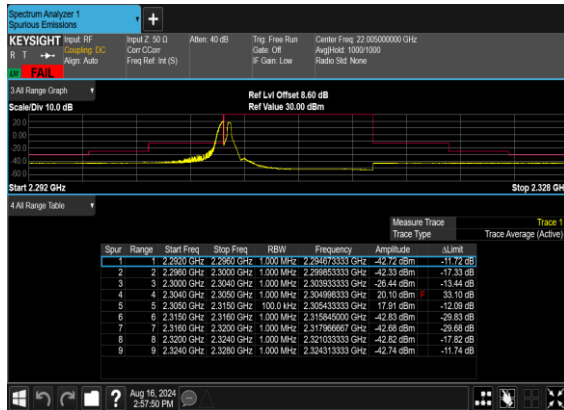 Spectrum Analyzer 1
Spurious Emissions
+
KEYSIGHT Input: RF Input Z: 50 Ω Atten: 40 dB Trig: Free Run Center Freq: 22.005000000 GHz
R T Coupling: DC Corr CCorr Gate: Off Avg|Hold: 1000/1000
Align: Auto Freq Ref: Int (S) IF Gain: Low Radio Std: None
FAIL
3 All Range Graph Ref Lvl Offset 8.60 dB
Scale/Div 10.0 dB Ref Value 30.00 dBm
20.0
0.00
-20.0
-40.0
-60.0
Start 2.292 GHz Stop 2.328 GH
4 All Range Table
Measure Trace Trace 1
Trace Type Trace Average (Active)
Spur Range Start Freq Stop Freq RBW Frequency Amplitude ΔLimit
1 1 2.2920 GHz 2.2960 GHz 1.000 MHz 2.294673333 GHz -42.72 dBm -11.72 dB
2 2 2.2960 GHz 2.3000 GHz 1.000 MHz 2.299853333 GHz -42.33 dBm -17.33 dB
3 3 2.3000 GHz 2.3040 GHz 1.000 MHz 2.303933333 GHz -26.44 dBm -13.44 dB
4 4 2.3040 GHz 2.3050 GHz 1.000 MHz 2.304998333 GHz 20.10 dBm F 33.10 dB
5 5 2.3050 GHz 2.3150 GHz 100.0 kHz 2.305433333 GHz 17.91 dBm -12.09 dB
6 6 2.3150 GHz 2.3160 GHz 1.000 MHz 2.315845000 GHz -42.83 dBm -29.83 dB
7 7 2.3160 GHz 2.3200 GHz 1.000 MHz 2.317966667 GHz -42.68 dBm -29.68 dB
8 8 2.3200 GHz 2.3240 GHz 1.000 MHz 2.321033333 GHz -42.82 dBm -17.82 dB
9 9 2.3240 GHz 2.3280 GHz 1.000 MHz 2.324313333 GHz -42.74 dBm -11.74 dB
? Aug 16, 2024
2:57:50 PM